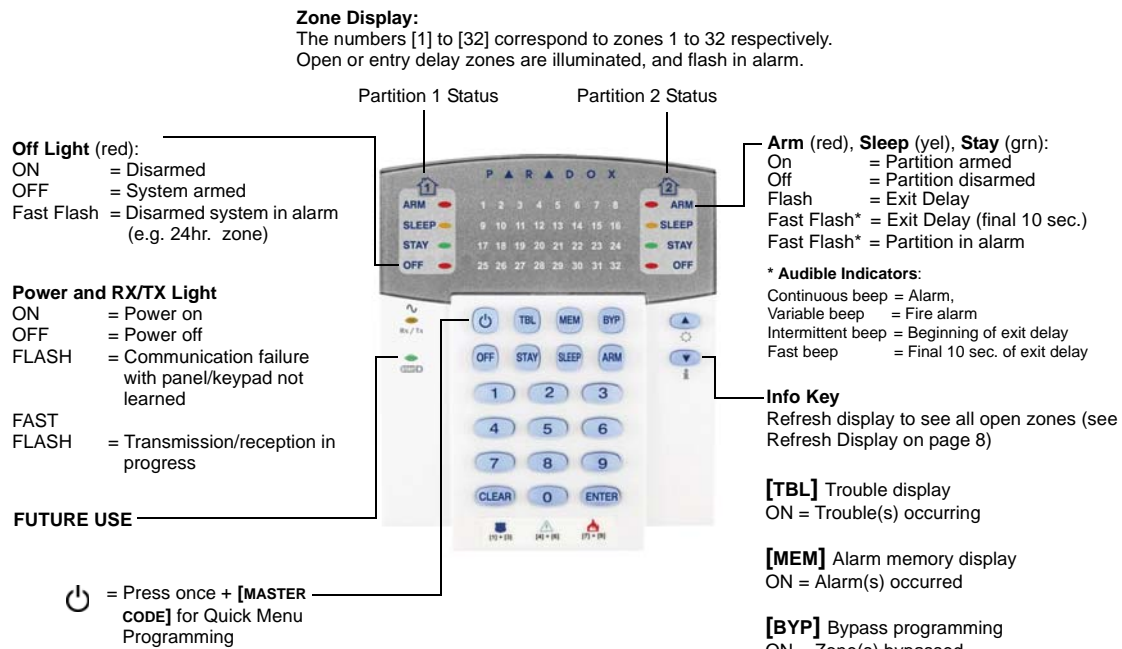 Zone Display:
The numbers [1] to [32] correspond to zones 1 to 32 respectively.
Open or entry delay zones are illuminated, and flash in alarm.
Partition 1 Status
Partition 2 Status
Off Light (red):
ON = Disarmed
OFF = System armed
Fast Flash = Disarmed system in alarm
(e.g. 24hr. zone)
Power and RX/TX Light
ON = Power on
OFF = Power off
FLASH = Communication failure
with panel/keypad not
learned
FAST
FLASH = Transmission/reception in
progress
FUTURE USE
= Press once + [MASTER
CODE] for Quick Menu
Programming
PARADOX
1
2
ARM 1 2 3 4 5 6 7 8 ARM
SLEEP 9 10 11 12 13 14 15 16 SLEEP
STAY 17 18 19 20 21 22 23 24 STAY
OFF 25 26 27 28 29 30 31 32 OFF
Rx/Tx
TBL MEM BYP
OFF STAY SLEEP ARM
1 2 3
4 5 6
7 8 9
CLEAR 0 ENTER
[1] + [3] [4] + [6] [7] + [9]
i
Arm (red), Sleep (yel), Stay (grn):
On = Partition armed
Off = Partition disarmed
Flash = Exit Delay
Fast Flash* = Exit Delay (final 10 sec.)
Fast Flash* = Partition in alarm
* Audible Indicators:
Continuous beep = Alarm,
Variable beep = Fire alarm
Intermittent beep = Beginning of exit delay
Fast beep = Final 10 sec. of exit delay
Info Key
Refresh display to see all open zones (see
Refresh Display on page 8)
[TBL] Trouble display
ON = Trouble(s) occurring
[MEM] Alarm memory display
ON = Alarm(s) occurred
[BYP] Bypass programming
ON = Zone(s) bypassed